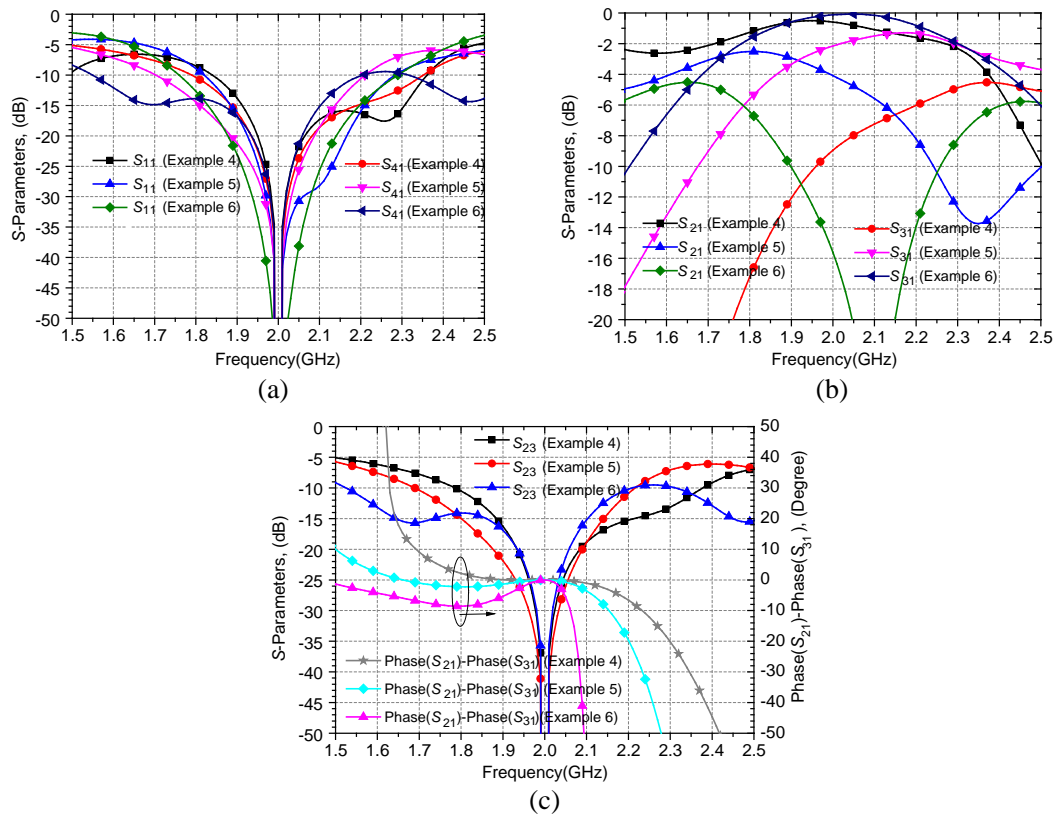 0
-5
-10
-15
-20
-25
-30
-35
-40
-45
-50
S-Parameters, (dB)
S11 (Example 4)
S11 (Example 5)
S11 (Example 6)
S41 (Example 4)
S41 (Example 5)
S41 (Example 6)
1.5 1.6 1.7 1.8 1.9 2.0 2.1 2.2 2.3 2.4 2.5
Frequency(GHz)
(a)
0
-2
-4
-6
-8
-10
-12
-14
-16
-18
-20
S-Parameters, (dB)
S21 (Example 4)
S21 (Example 5)
S21 (Example 6)
S31 (Example 4)
S31 (Example 5)
S31 (Example 6)
1.5 1.6 1.7 1.8 1.9 2.0 2.1 2.2 2.3 2.4 2.5
Frequency(GHz)
(b)
0
-5
-10
-15
-20
-25
-30
-35
-40
-45
-50
S-Parameters, (dB)
S23 (Example 4)
S23 (Example 5)
S23 (Example 6)
Phase(S21)-Phase(S31) (Example 4)
Phase(S21)-Phase(S31) (Example 5)
Phase(S21)-Phase(S31)(Example 6)
50
40
30
20
10
0
-10
-20
-30
-40
-50
Phase(S21)-Phase(S31), (Degree)
1.5 1.6 1.7 1.8 1.9 2.0 2.1 2.2 2.3 2.4 2.5
Frequency(GHz)
(c)